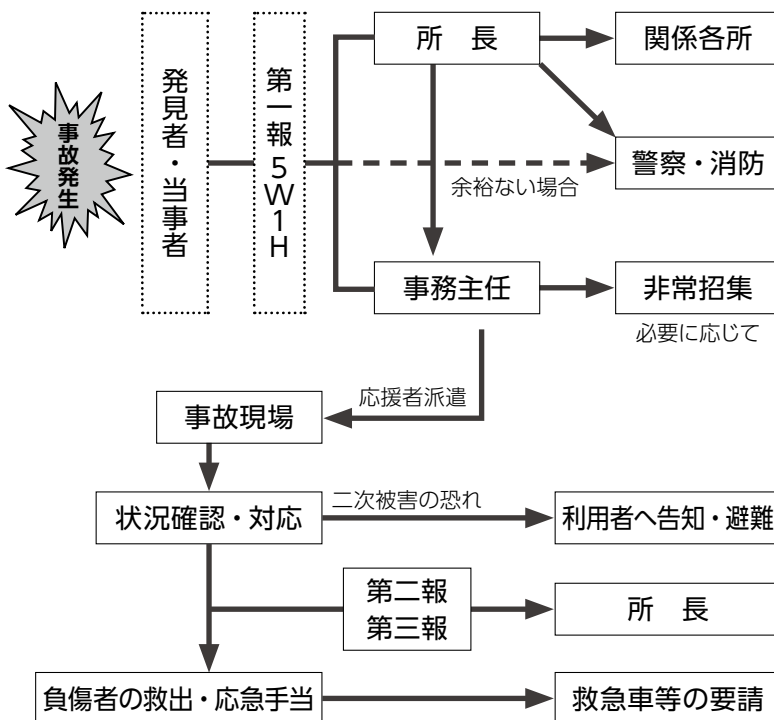 事故発生
発見者・当事者
第一報 5W1H
所　長
関係各所
警察・消防
余裕ない場合
事務主任
非常招集
必要に応じて
応援者派遣
事故現場
状況確認・対応
二次被害の恐れ
利用者へ告知・避難
第二報
第三報
所　長
負傷者の救出・応急手当
救急車等の要請